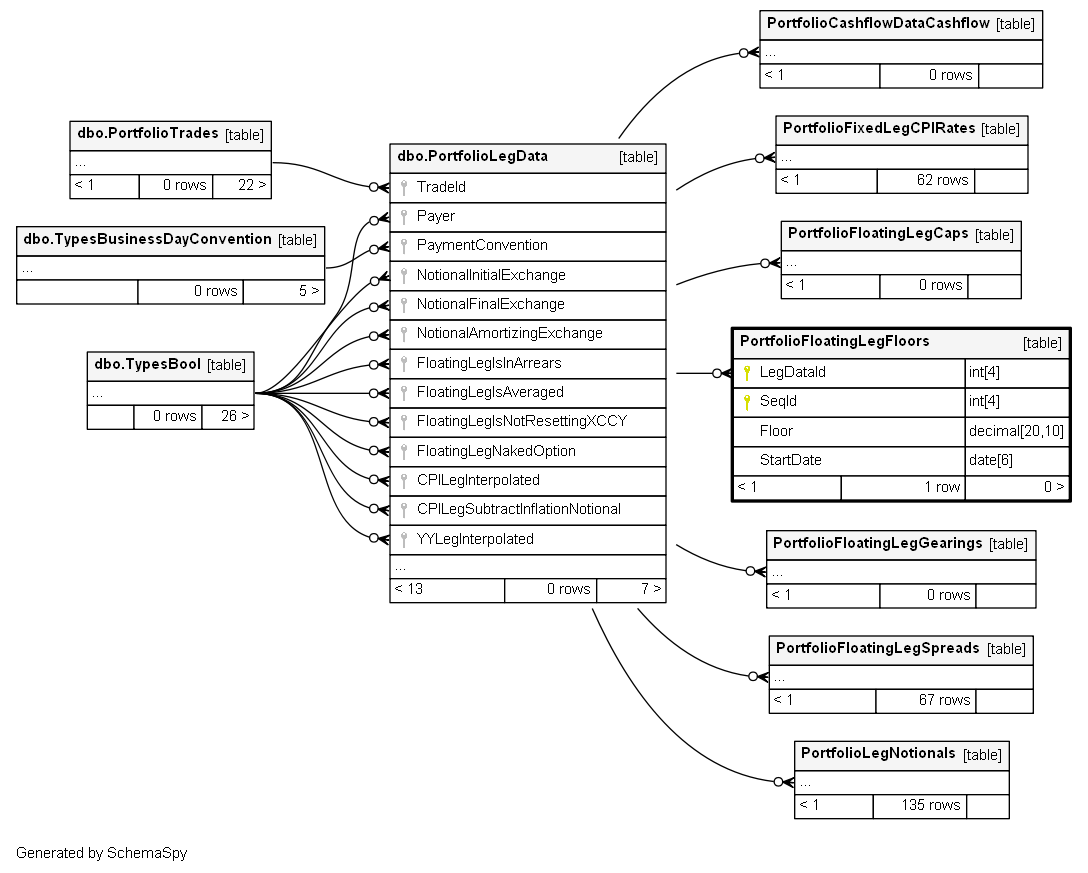 PortfolioCashflowDataCashflow [table]
...
< 1 0 rows
dbo.PortfolioTrades [table]
...
< 1 0 rows 22 >
dbo.TypesBusinessDayConvention [table]
...
0 rows 5 >
dbo.TypesBool [table]
...
0 rows 26 >
dbo.PortfolioLegData [table]
TradeId
Payer
PaymentConvention
NotionalInitialExchange
NotionalFinalExchange
NotionalAmortizingExchange
FloatingLegIsInArrears
FloatingLegIsAveraged
FloatingLegIsNotResettingXCCY
FloatingLegNakedOption
CPILegInterpolated
CPILegSubtractInflationNotional
YYLegInterpolated
...
< 13 0 rows 7 >
PortfolioFixedLegCPIRates [table]
...
< 1 62 rows
PortfolioFloatingLegCaps [table]
...
< 1 0 rows
PortfolioFloatingLegFloors [table]
LegDataId int[4]
SeqId int[4]
Floor decimal[20,10]
StartDate date[6]
< 1 1 row 0 >
PortfolioFloatingLegGearings [table]
...
< 1 0 rows
PortfolioFloatingLegSpreads [table]
...
< 1 67 rows
PortfolioLegNotionals [table]
...
< 1 135 rows
Generated by SchemaSpy